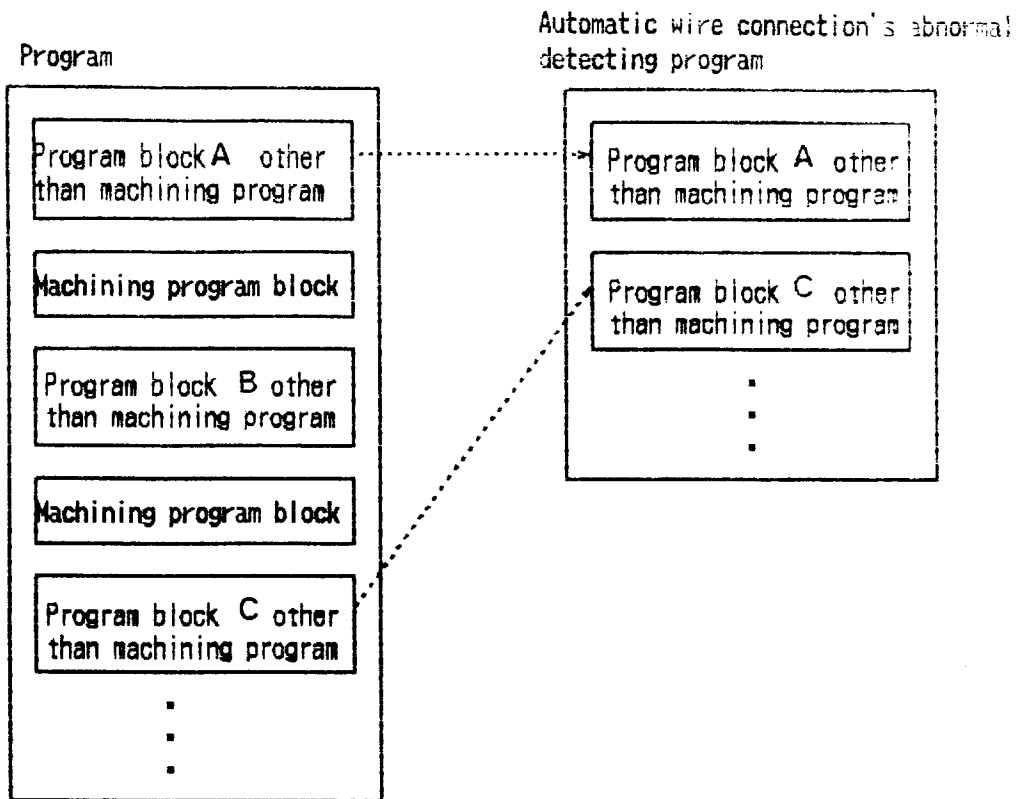 Program
Program block A other
than machining program
Machining program block
Program block B other
than machining program
Machining program block
Program block C other
than machining program
Automatic wire connection's abnormal
detecting program
Program block A other
than machining program
Program block C other
than machining program